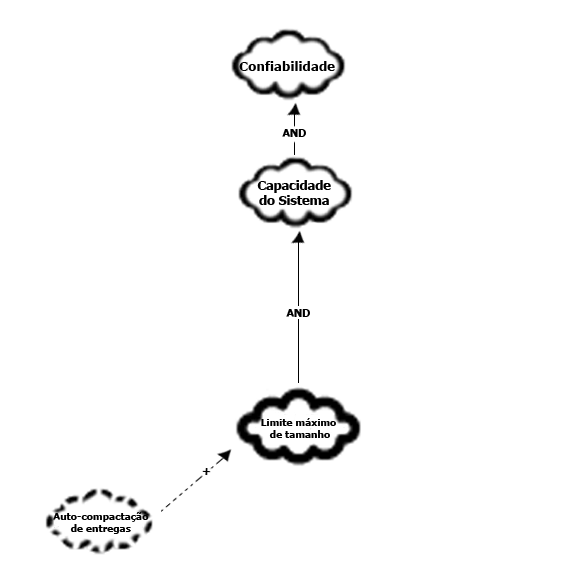 Confiabilidade
AND
Capacidade
do Sistema
AND
Limite máximo
de tamanho
+
Auto-compactação
de entregas